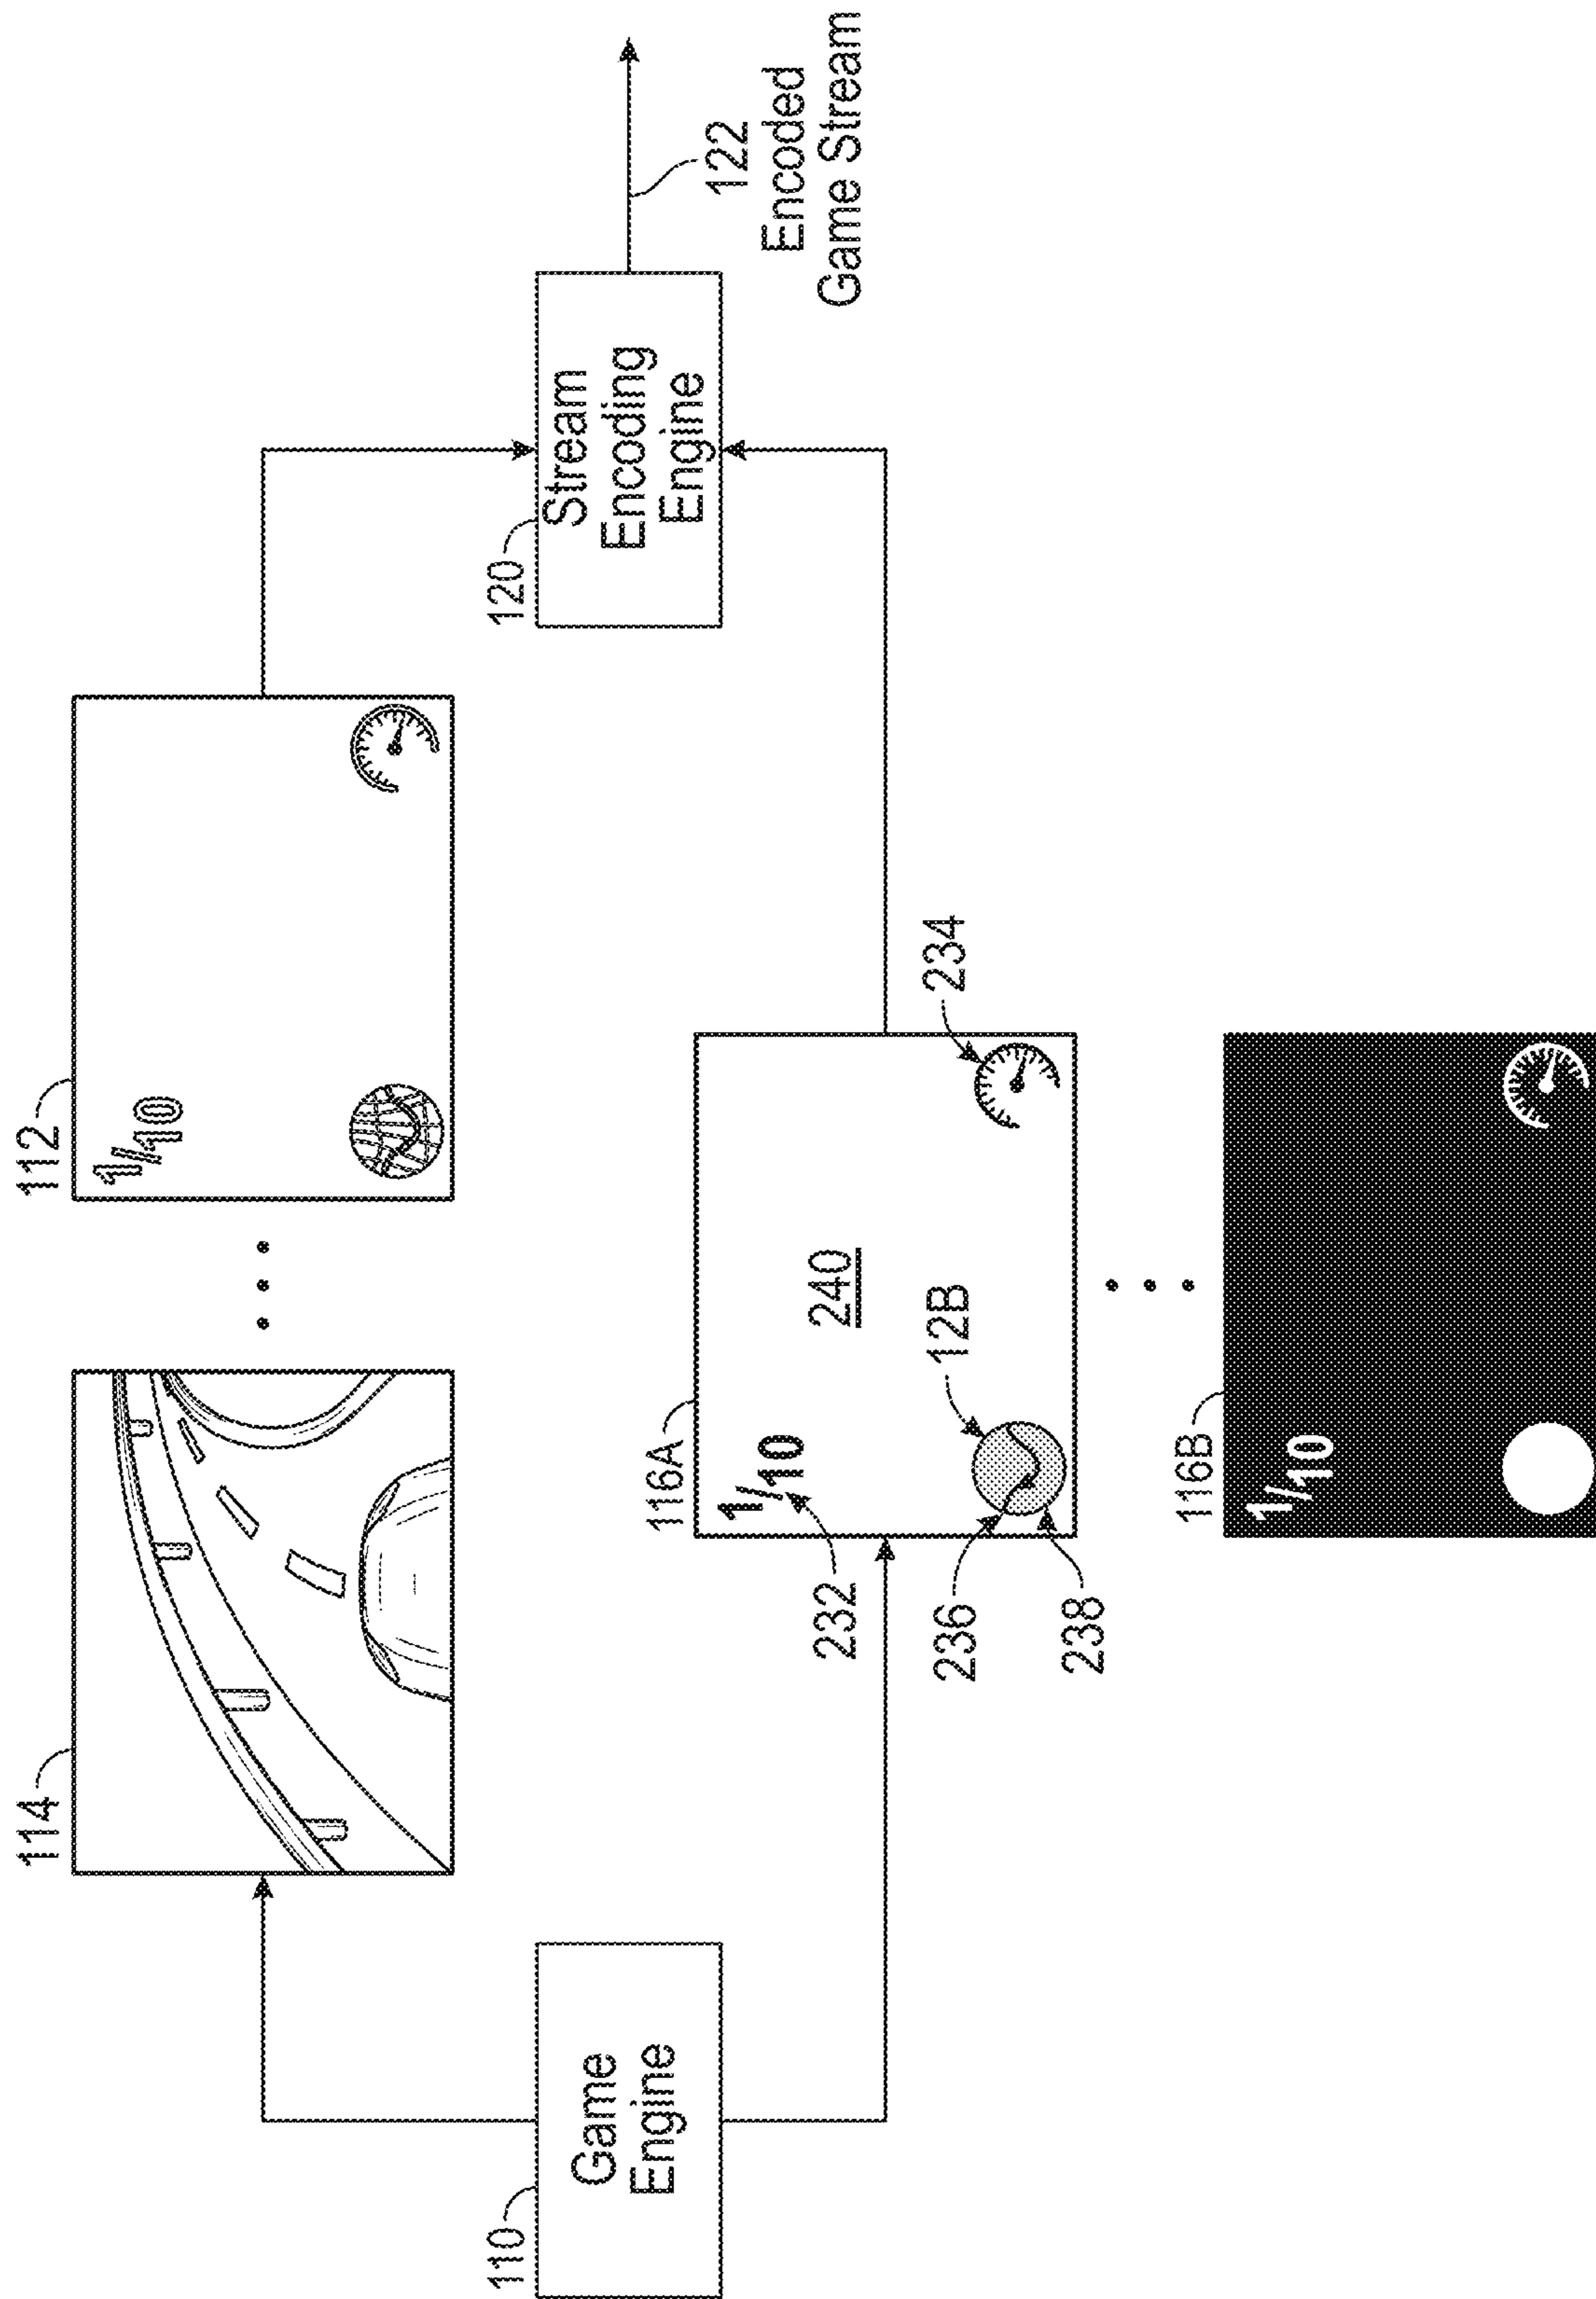 114
112
1/10
110
Game
Engine
120
Stream
Encoding
Engine
122
Encoded
Game Stream
116A
1/10
232
240
12B
234
236
238
116B
1/10